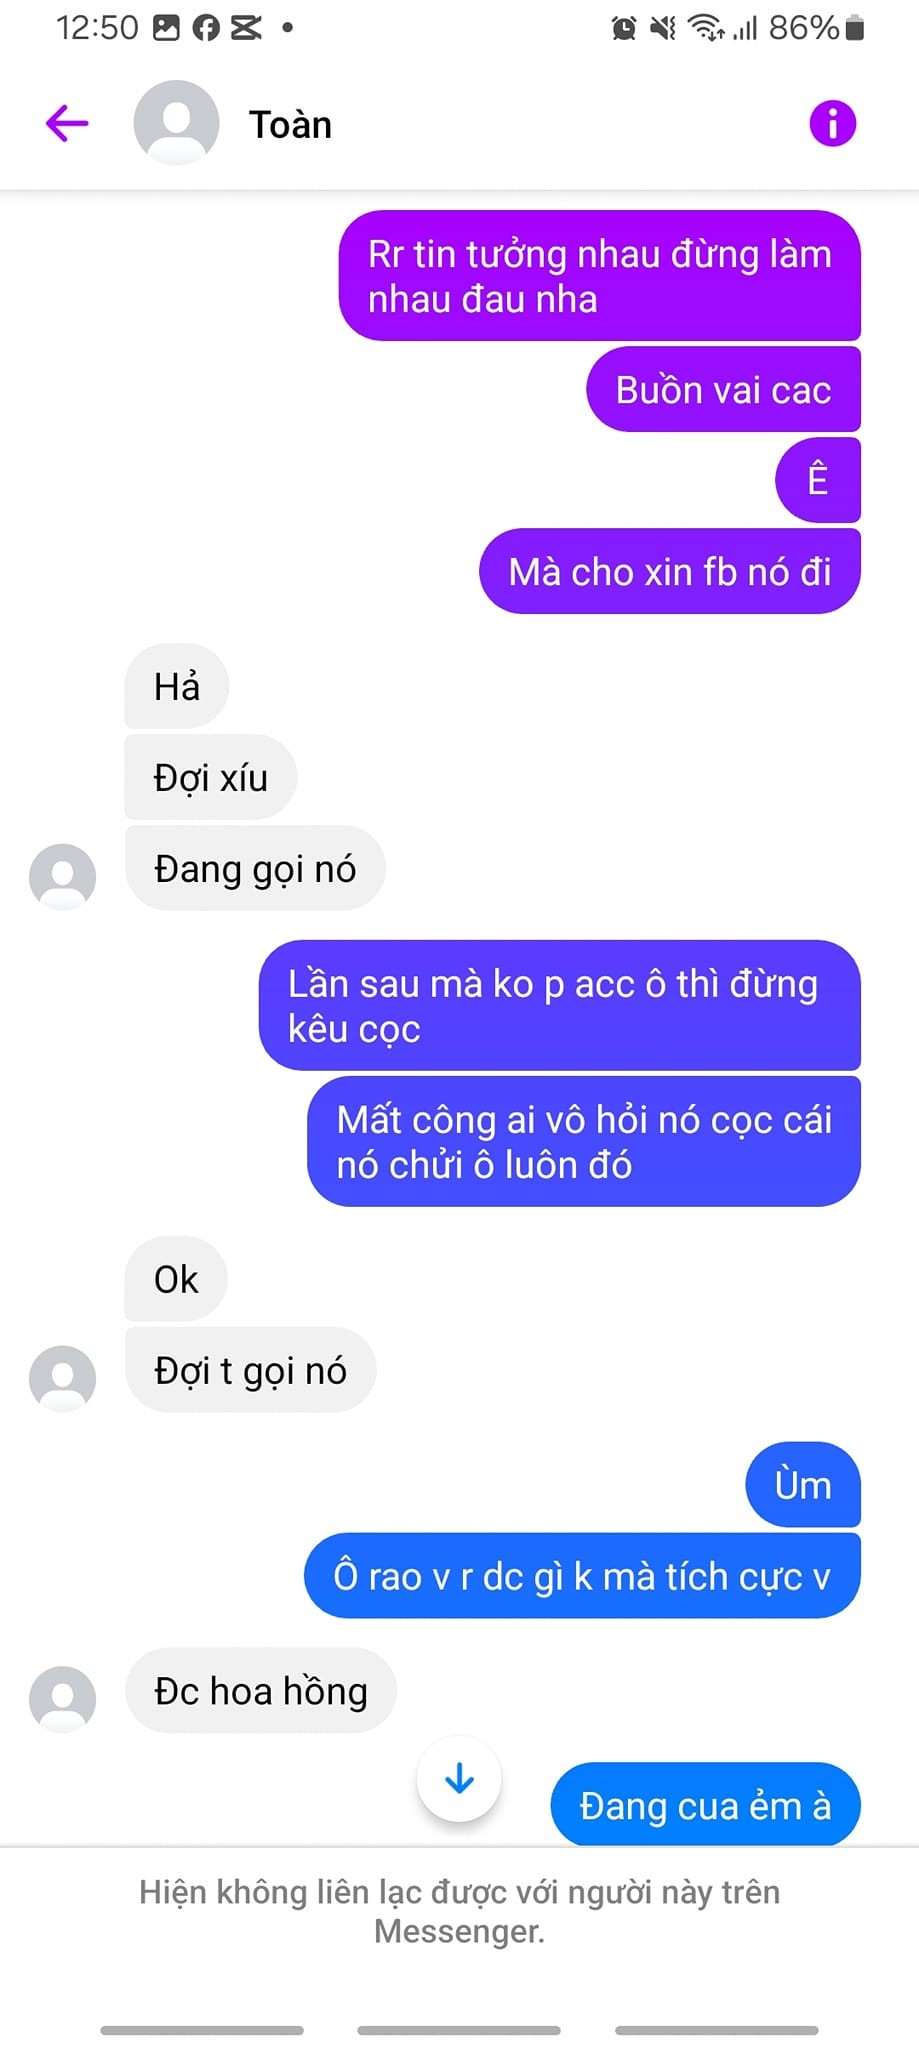 12:50
86%
Toàn
Rr tin tưởng nhau đừng làm
nhau đau nha
Buồn vai cac
Ê
Mà cho xin fb nó đi
Hả
Đợi xíu
Đang gọi nó
Lần sau mà ko p acc ô thì đừng
kêu cọc
Mất công ai vô hỏi nó cọc cái
nó chửi ô luôn đó
Ok
Đợi t gọi nó
Ùm
Ô rao v r dc gì k mà tích cực v
Đc hoa hồng
Đang cua ẻm à
Hiện không liên lạc được với người này trên
Messenger.